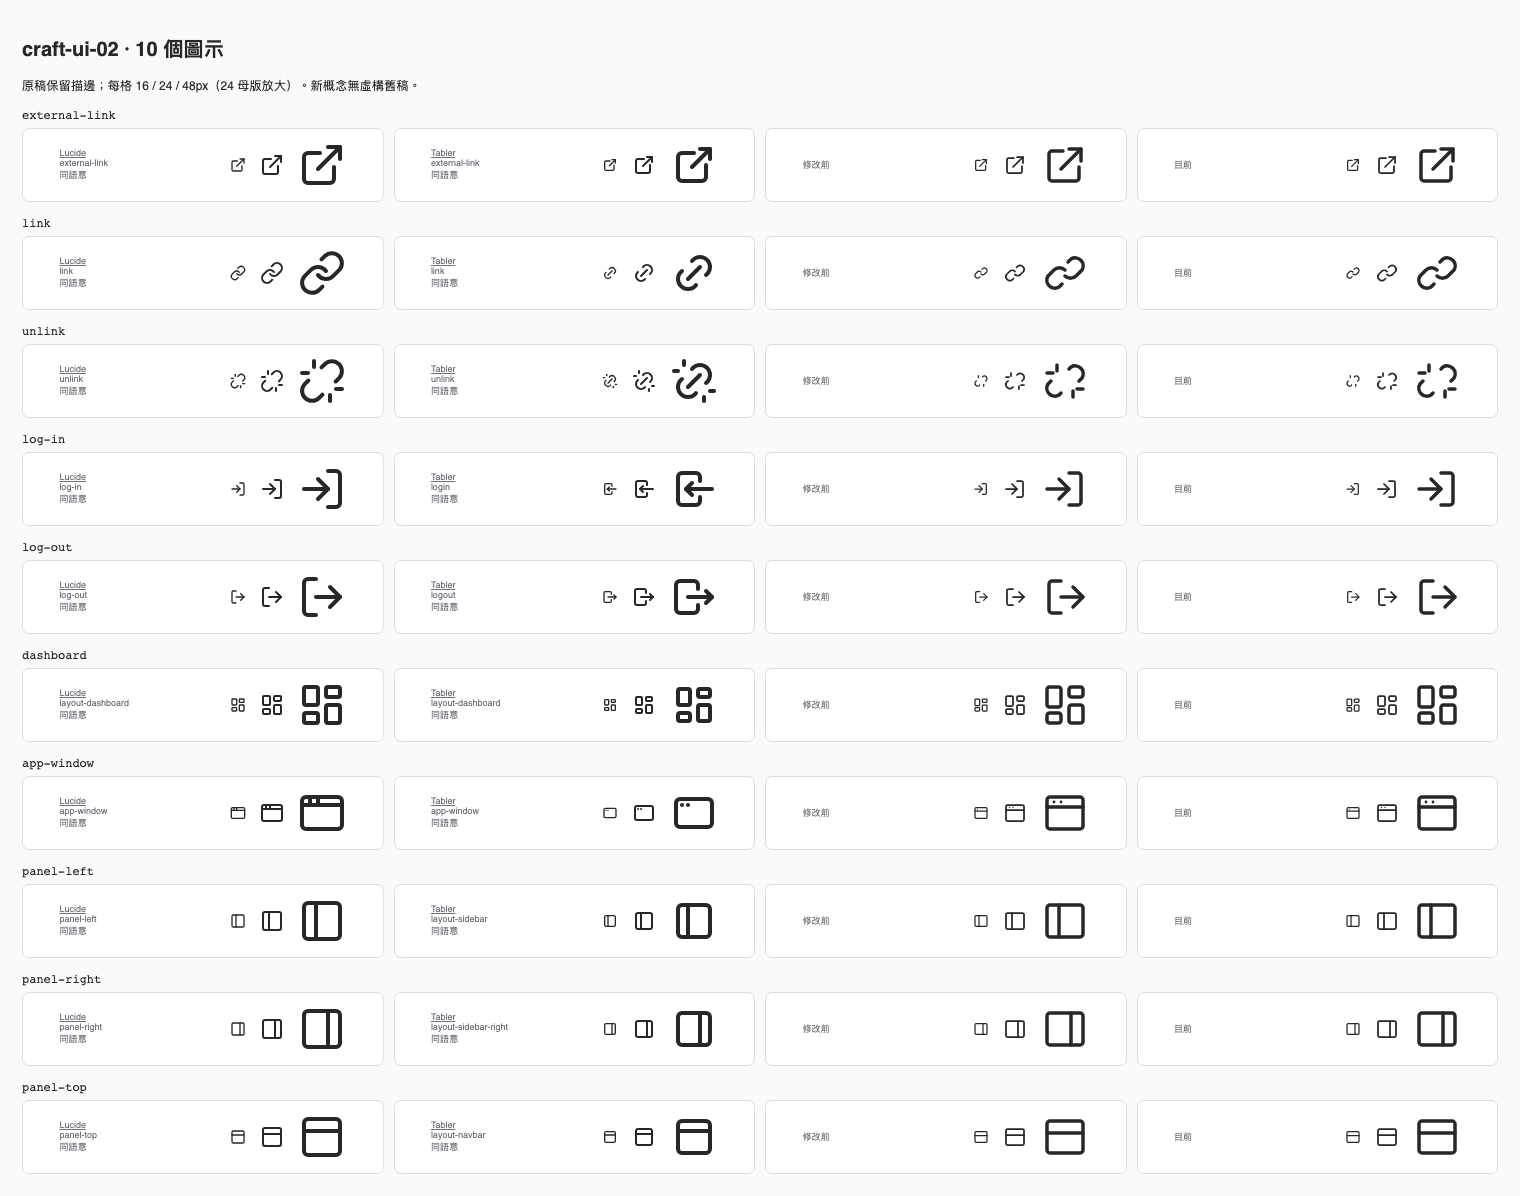 craft-ui-02 · 10 個圖示
原稿保留描邊；每格 16 / 24 / 48px（24 母版放大）。新概念無虛構舊稿。
external-link
Lucide
external-link
同語意
Tabler
external-link
同語意
修改前
目前
link
Lucide
link
同語意
Tabler
link
同語意
修改前
目前
unlink
Lucide
unlink
同語意
Tabler
unlink
同語意
修改前
目前
log-in
Lucide
log-in
同語意
Tabler
login
同語意
修改前
目前
log-out
Lucide
log-out
同語意
Tabler
logout
同語意
修改前
目前
dashboard
Lucide
layout-dashboard
同語意
Tabler
layout-dashboard
同語意
修改前
目前
app-window
Lucide
app-window
同語意
Tabler
app-window
同語意
修改前
目前
panel-left
Lucide
panel-left
同語意
Tabler
layout-sidebar
同語意
修改前
目前
panel-right
Lucide
panel-right
同語意
Tabler
layout-sidebar-right
同語意
修改前
目前
panel-top
Lucide
panel-top
同語意
Tabler
layout-navbar
同語意
修改前
目前